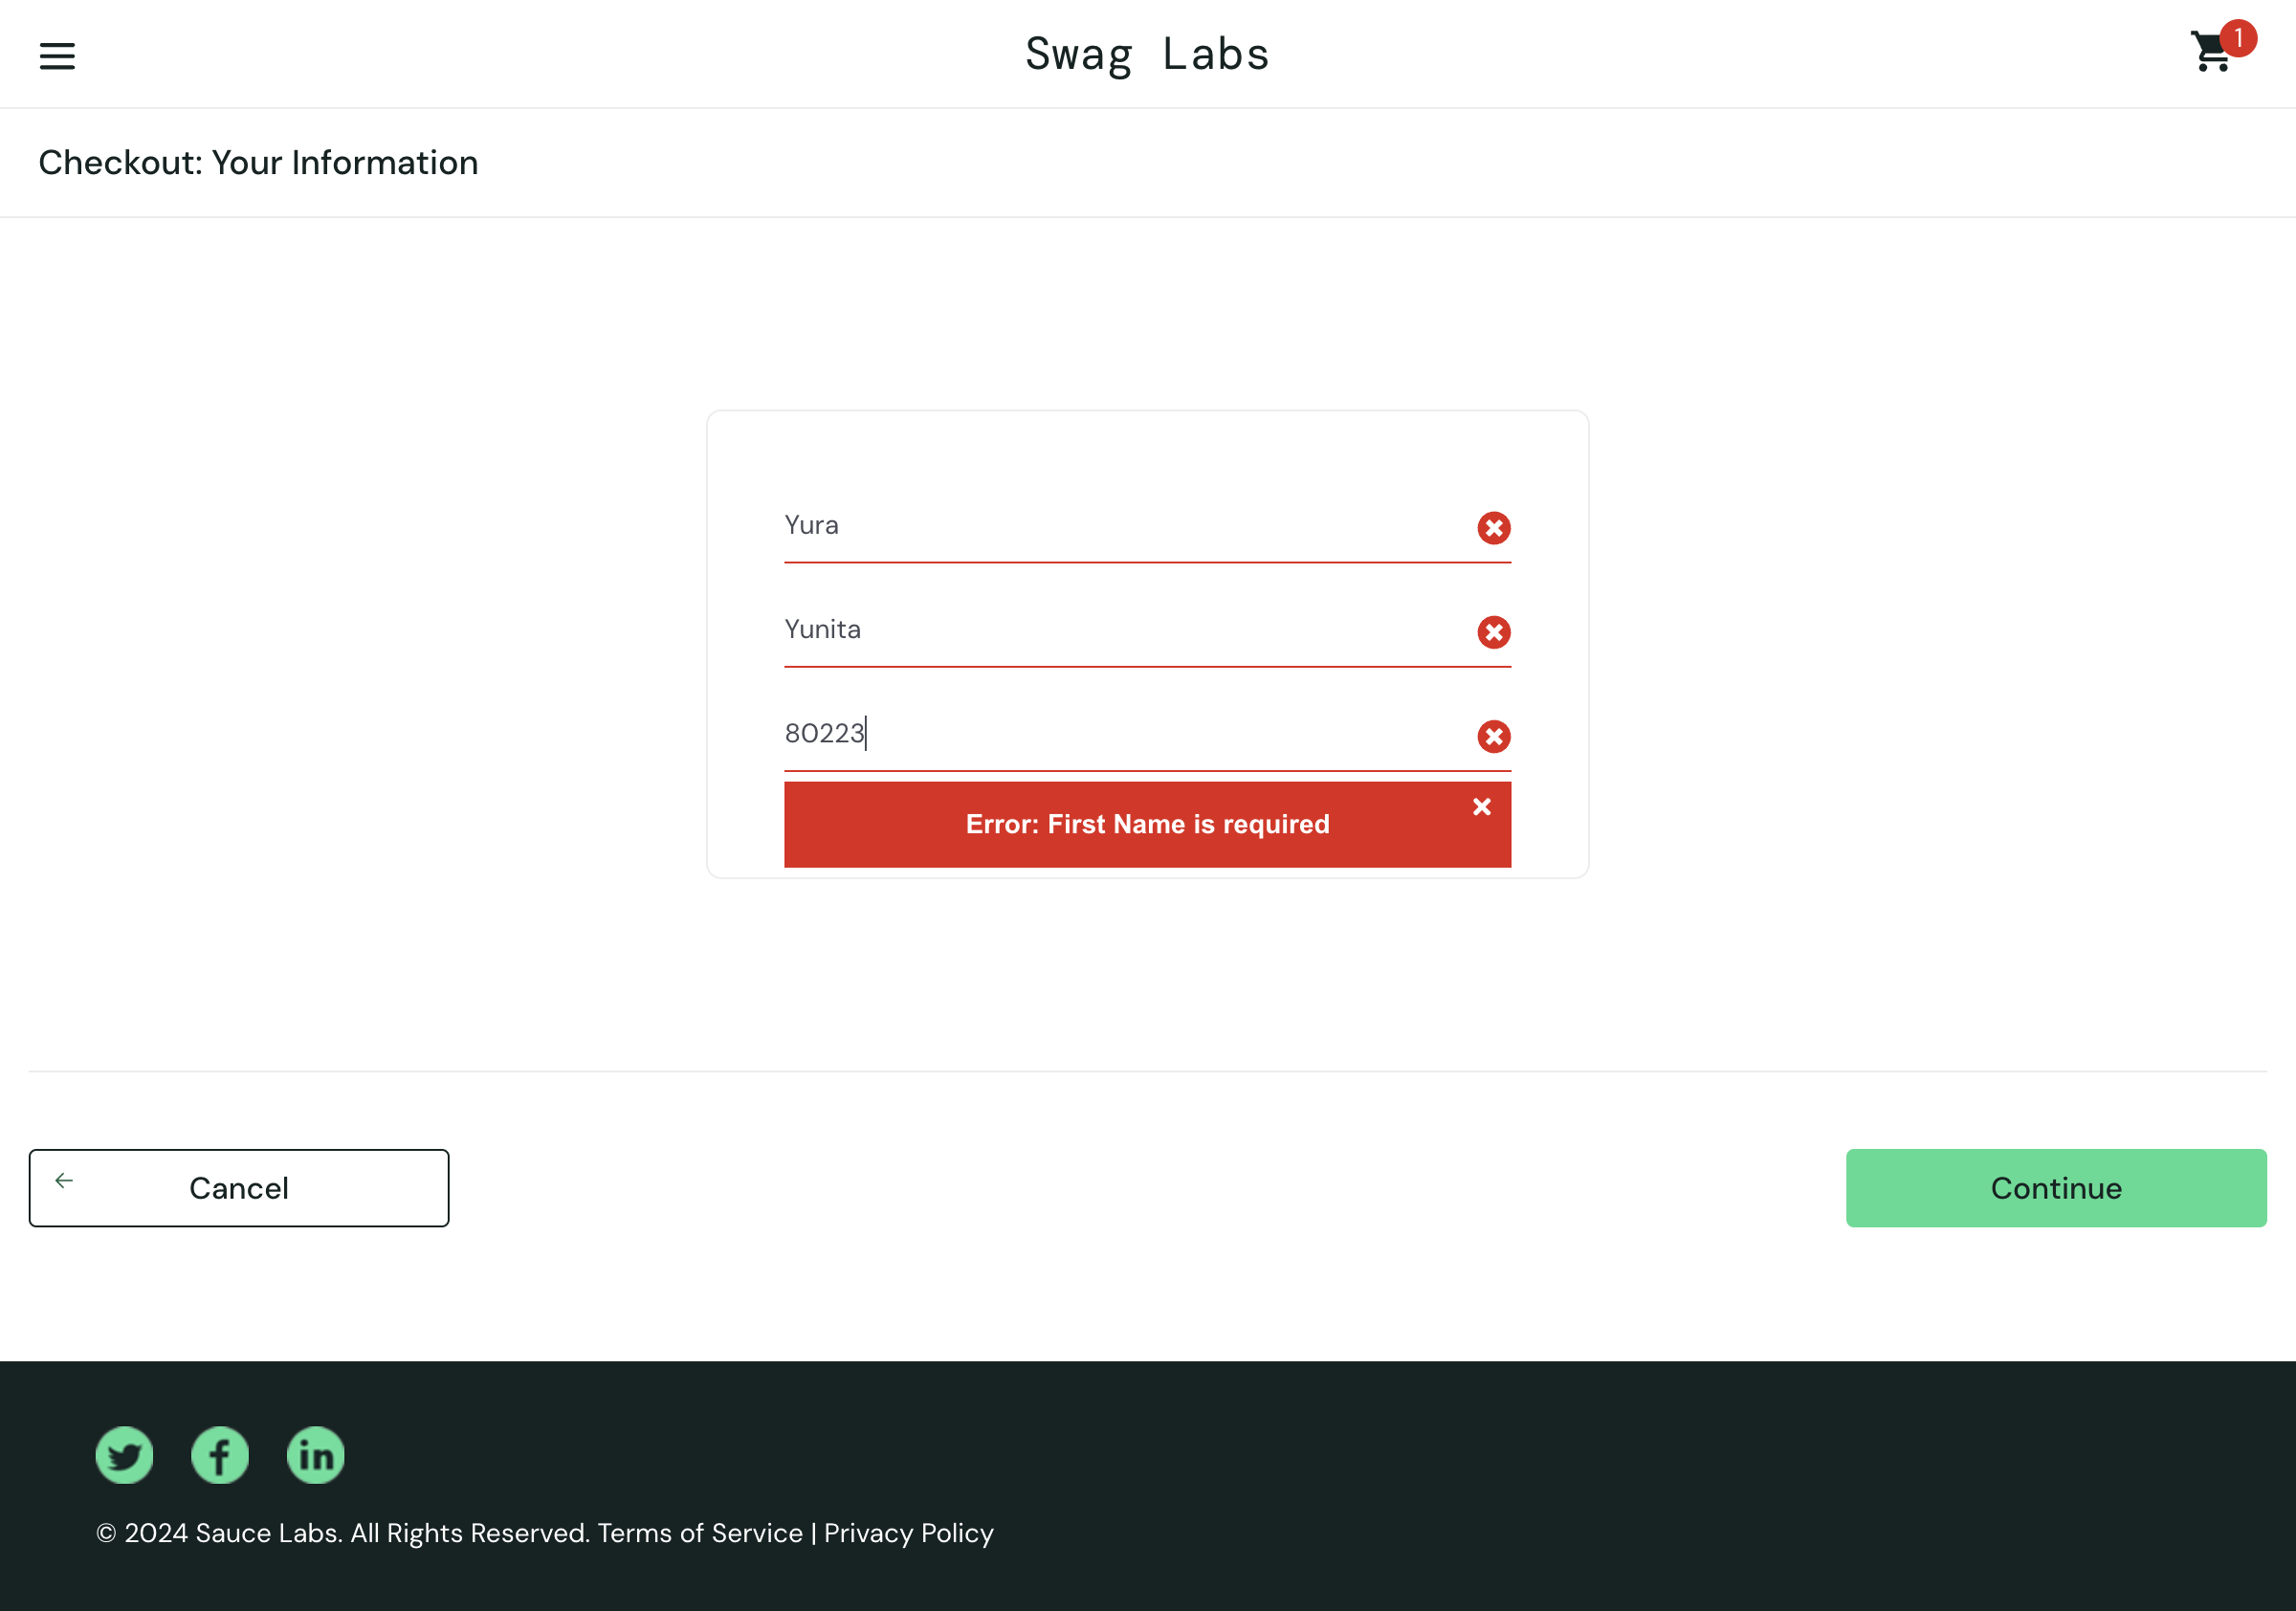 Swag Labs
1
Checkout: Your Information
Yura
Yunita
80223
Error: First Name is required
Cancel
Continue
© 2024 Sauce Labs. All Rights Reserved. Terms of Service | Privacy Policy